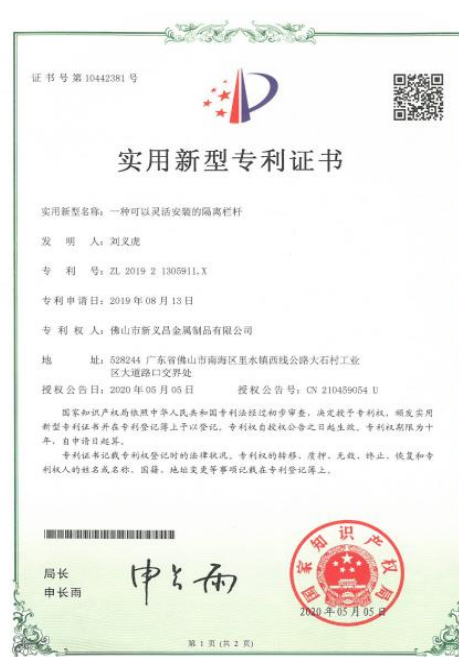 证书号第10442381号
实用新型专利证书
实用新型名称：一种可以灵活安装的隔离栏杆
发 明 人：刘义虎
专 利 号：ZL 2019 2 1305911.X
专利申请日：2019年08月13日
专 利 权 人：佛山市新义昌金属制品有限公司
地 址：528244 广东省佛山市南海区里水镇西线公路大石村工业
区大道路口交界处
授权公告日：2020年05月05日 授权公告号：CN 210459054 U
国家知识产权局依照中华人民共和国专利法经过初步审查，决定授予专利权，颁发实用
新型专利证书并在专利登记簿上予以登记。专利权自授权公告之日起生效。专利权期限为十
年，自申请日起算。
专利证书记载专利权登记时的法律状况。专利权的转移、质押、无效、终止、恢复和专
利权人的姓名或名称、国籍、地址变更等事项记载在专利登记簿上。
局长
申长雨
申长雨
国家知识产权局
2020年05月05日
第 1 页 (共 2 页)